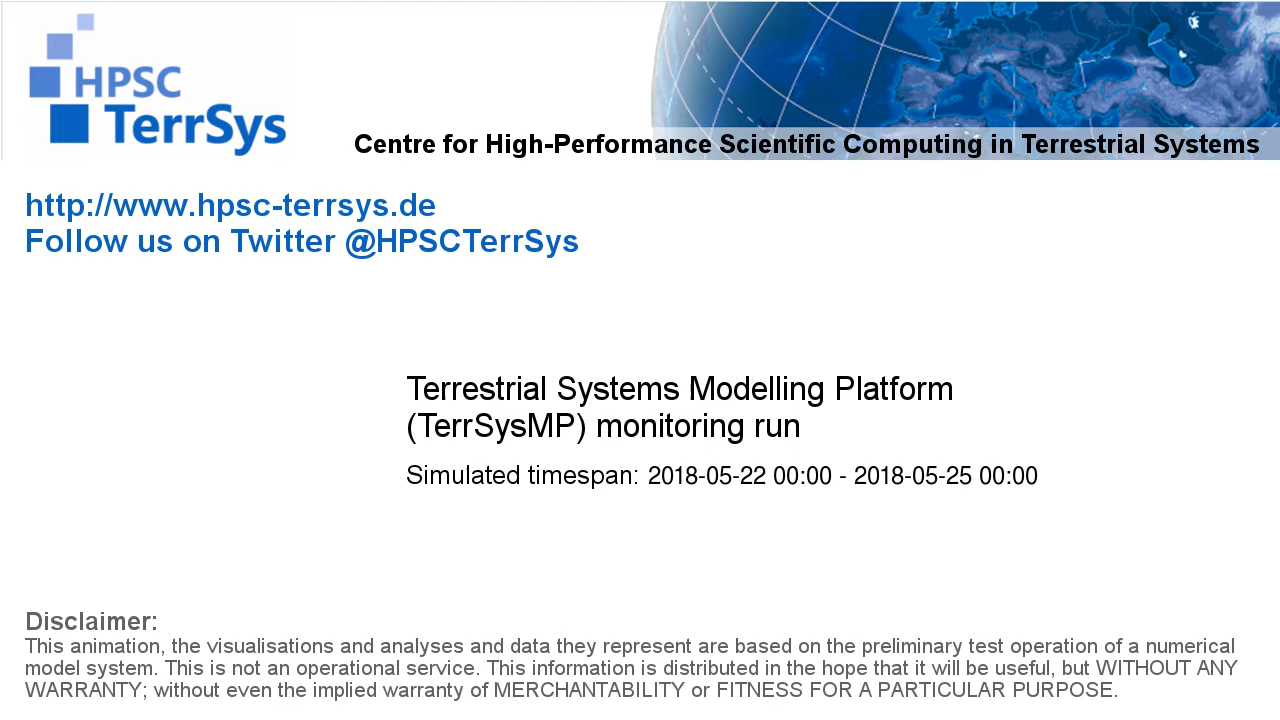 HPSC
TerrSys
Centre for High-Performance Scientific Computing in Terrestrial Systems
http://www.hpsc-terrsys.de
Follow us on Twitter @HPSCTerrSys
Terrestrial Systems Modelling Platform
(TerrSysMP) monitoring run
Simulated timespan: 2018-05-22 00:00 - 2018-05-25 00:00
Disclaimer:
This animation, the visualisations and analyses and data they represent are based on the preliminary test operation of a numerical
model system. This is not an operational service. This information is distributed in the hope that it will be useful, but WITHOUT ANY
WARRANTY; without even the implied warranty of MERCHANTABILITY or FITNESS FOR A PARTICULAR PURPOSE.